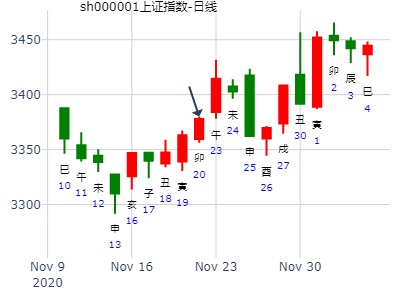 sh000001上证指数-日线
3450
3400
3350
3300
巳
10
午
11
未
12
申
13
亥
16
子
17
丑
18
寅
19
卯
20
午
23
未
24
申
25
酉
26
戌
27
丑
30
寅
1
卯
2
辰
3
巳
4
Nov 9
2020
Nov 16
Nov 23
Nov 30